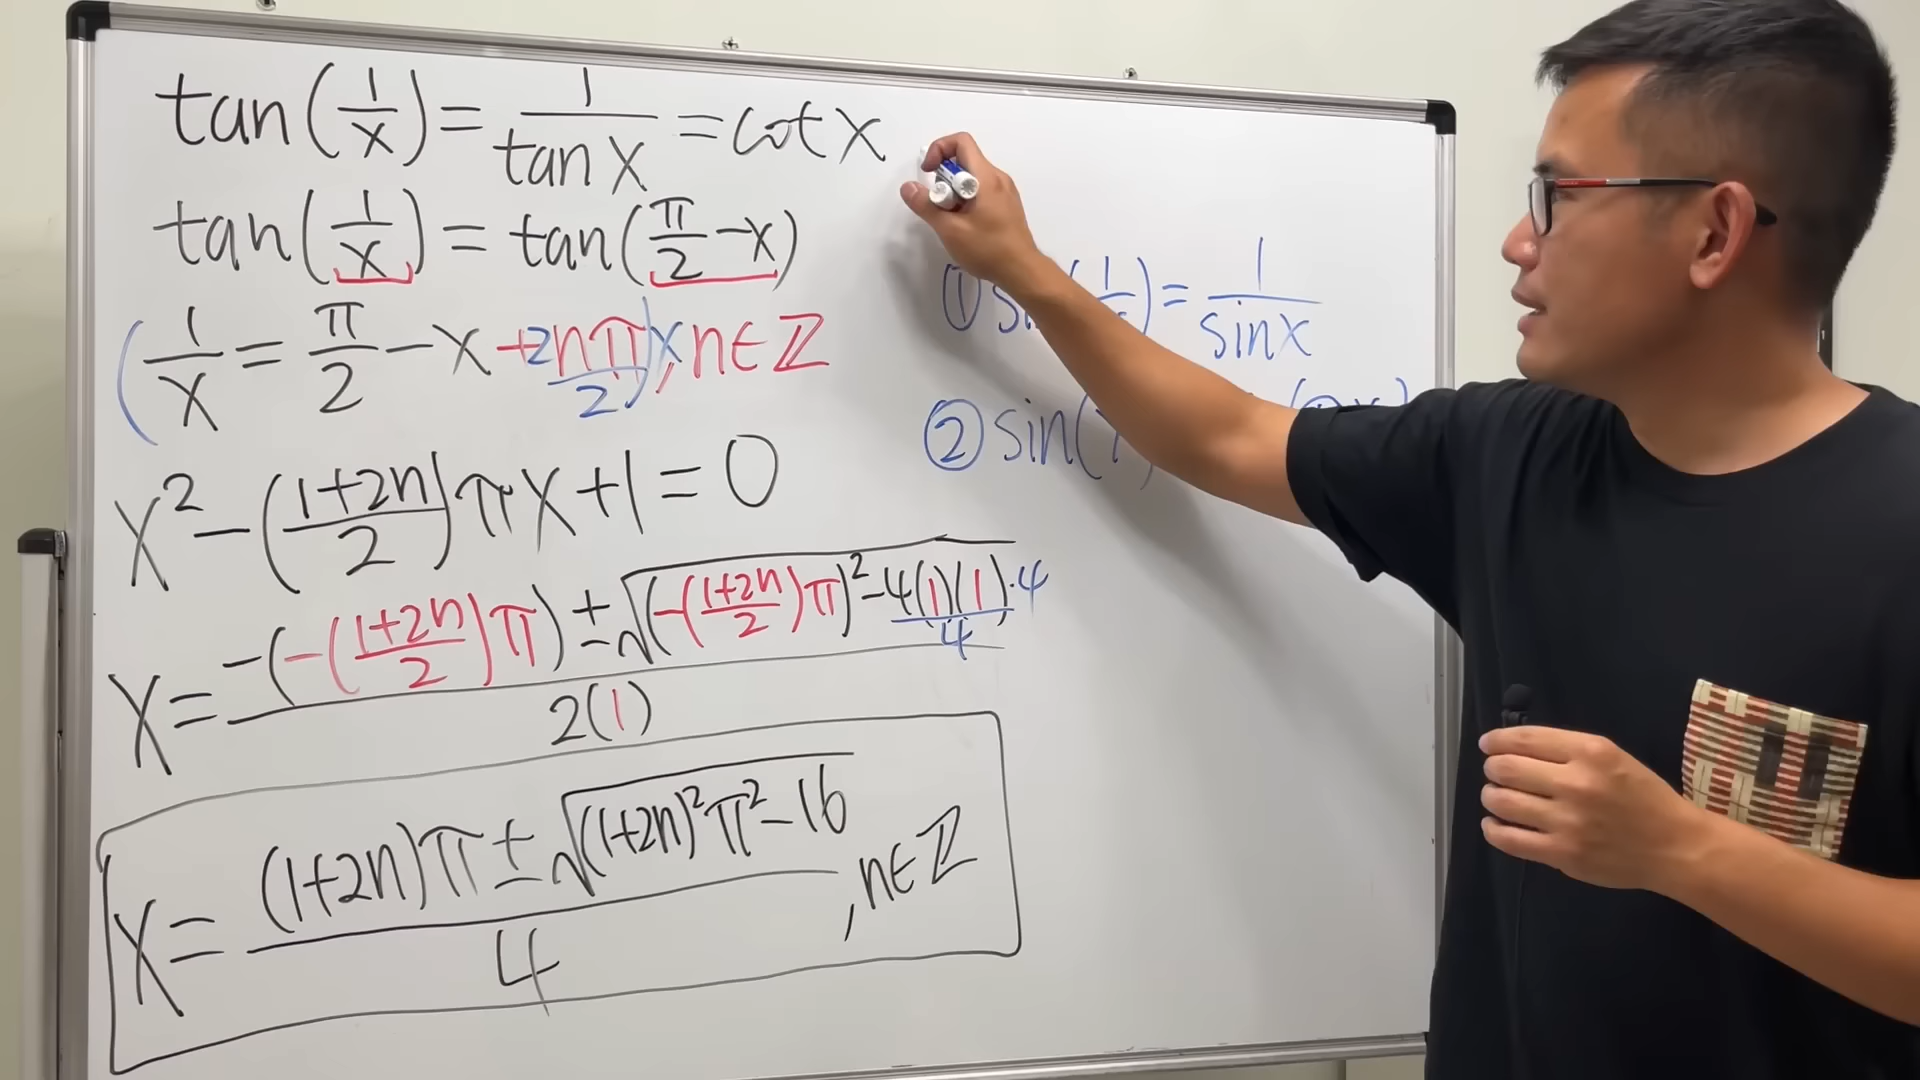 tan(1/x) = 1/tan x = cot x
tan(1/x) = tan(π/2 − x)
(1/x = π/2 − x + 2nπ/2)x, n∈ℤ
x² − ((1+2n)/2)πx + 1 = 0
x = (−(−((1+2n)/2)π) ± √((−((1+2n)/2)π)² − 4(1)(1)·4/4))/2(1)
x = ((1+2n)π ± √((1+2n)²π² − 16))/4, n∈ℤ
① = 1/sin x
② sin(